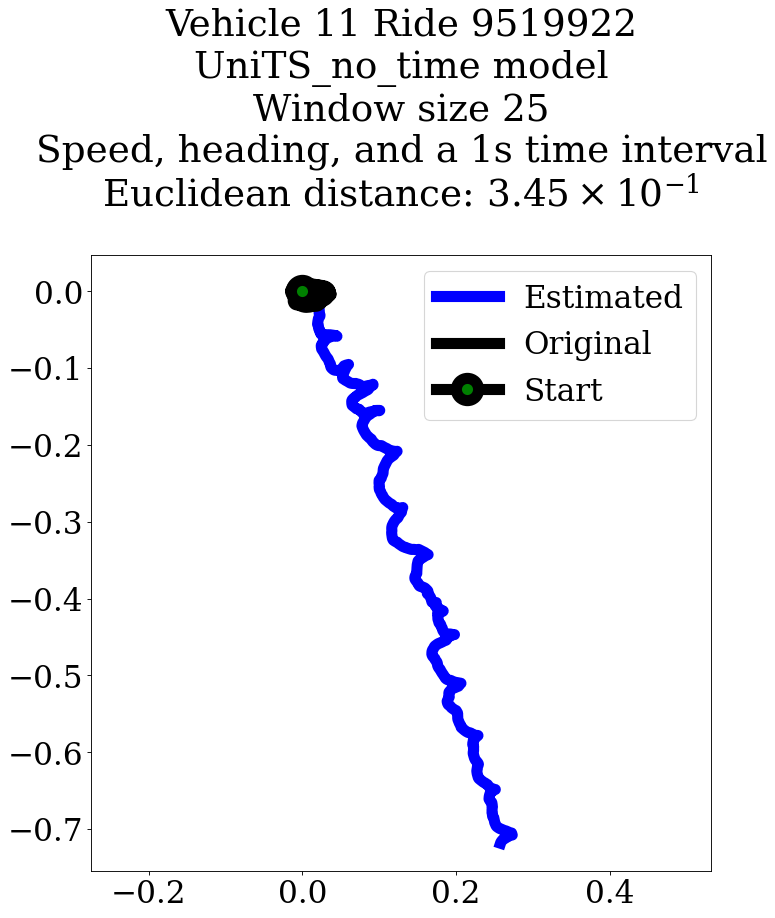 Vehicle 11 Ride 9519922
UniTS_no_time model
Window size 25
Speed, heading, and a 1s time interval
Euclidean distance: 3.45 × 10⁻¹
Estimated
Original
Start
0.0
−0.1
−0.2
−0.3
−0.4
−0.5
−0.6
−0.7
−0.2 0.0 0.2 0.4